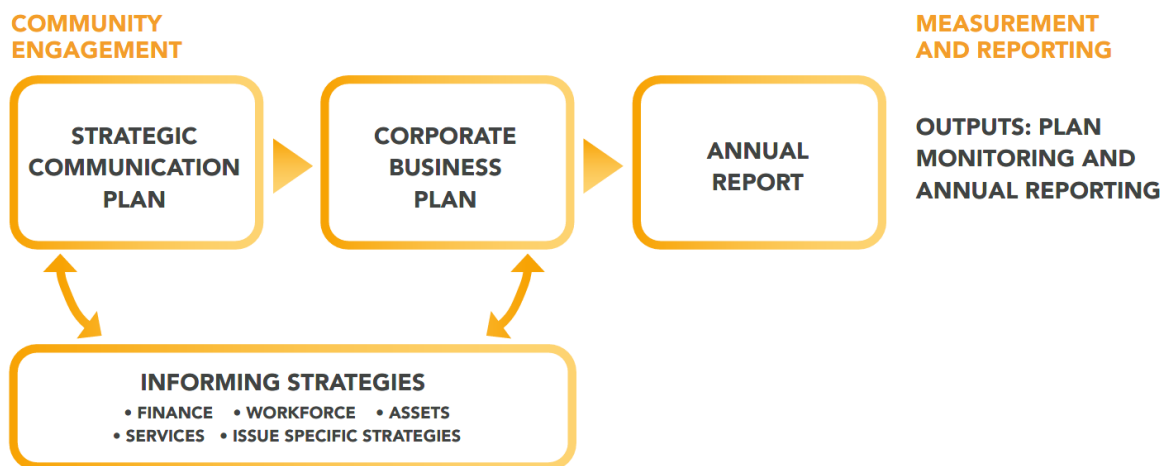 COMMUNITY
ENGAGEMENT
MEASUREMENT
AND REPORTING
STRATEGIC
COMMUNICATION
PLAN
CORPORATE
BUSINESS
PLAN
ANNUAL
REPORT
OUTPUTS: PLAN
MONITORING AND
ANNUAL REPORTING
INFORMING STRATEGIES
• FINANCE • WORKFORCE • ASSETS
• SERVICES • ISSUE SPECIFIC STRATEGIES